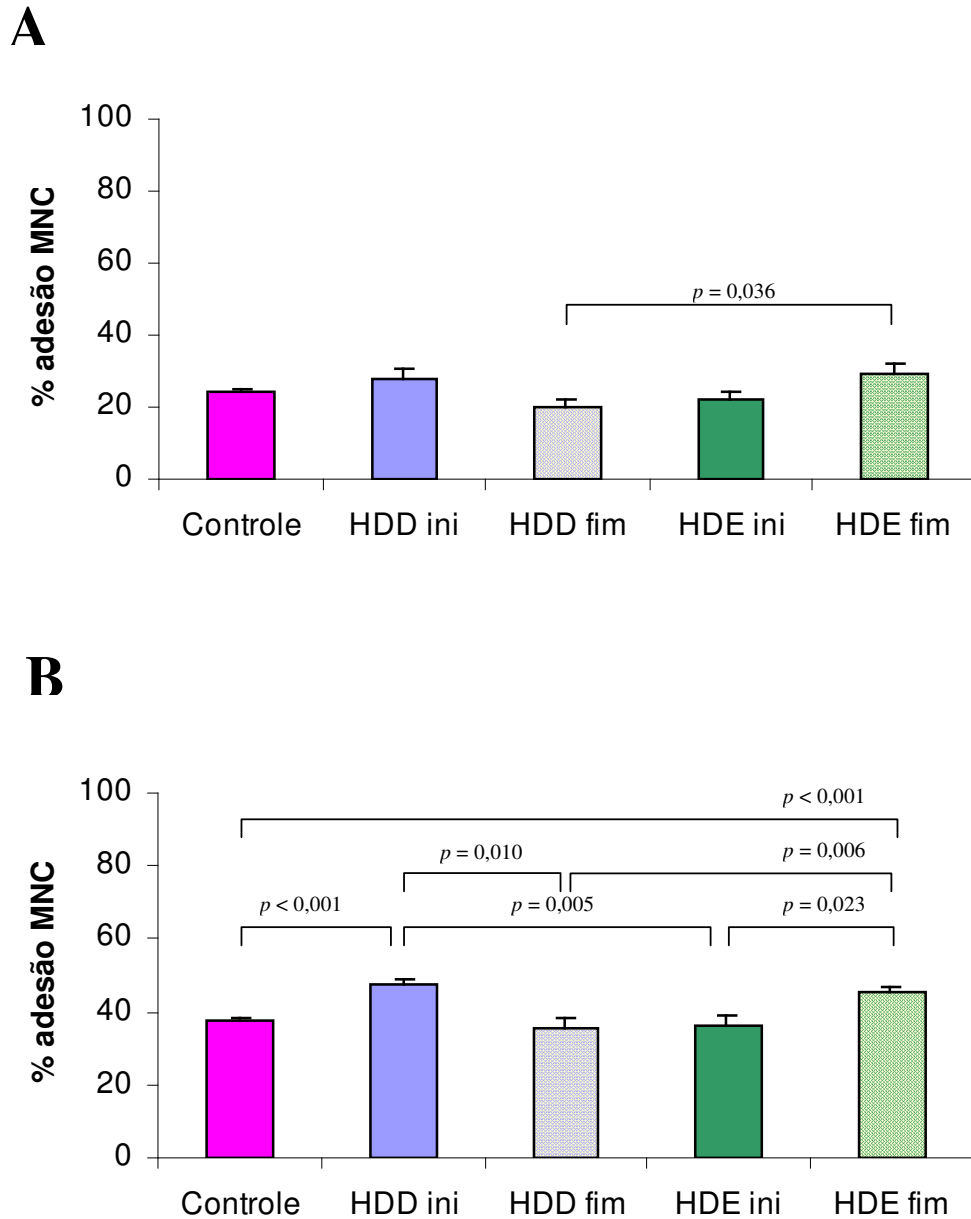 A
100
80
60
40
20
0
% adesão MNC
p = 0,036
Controle HDD ini HDD fim HDE ini HDE fim
B
100
80
60
40
20
0
% adesão MNC
p < 0,001
p = 0,010 p = 0,006
p < 0,001 p = 0,005 p = 0,023
Controle HDD ini HDD fim HDE ini HDE fim